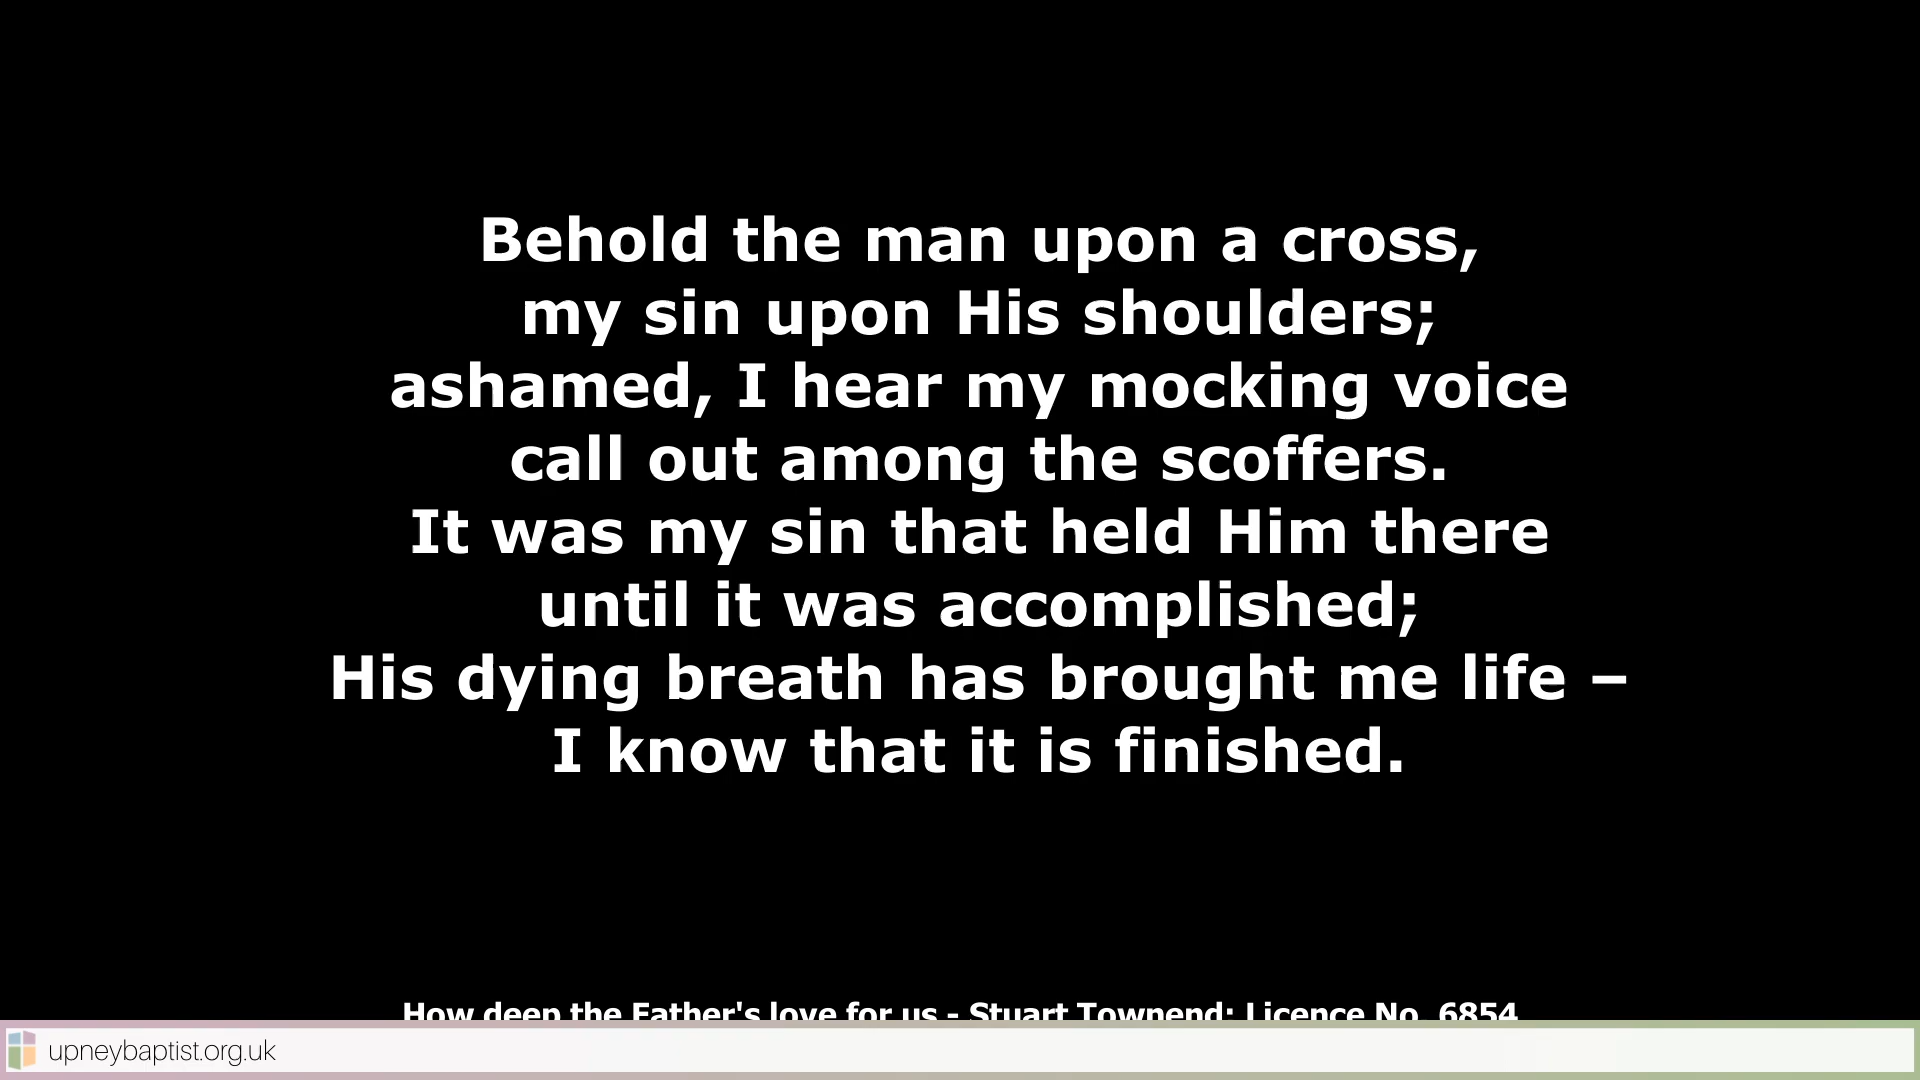 Behold the man upon a cross,
my sin upon His shoulders;
ashamed, I hear my mocking voice
call out among the scoffers.
It was my sin that held Him there
until it was accomplished;
His dying breath has brought me life –
I know that it is finished.
How deep the Father's love for us - Stuart Townend; Licence No. 6854
upneybaptist.org.uk